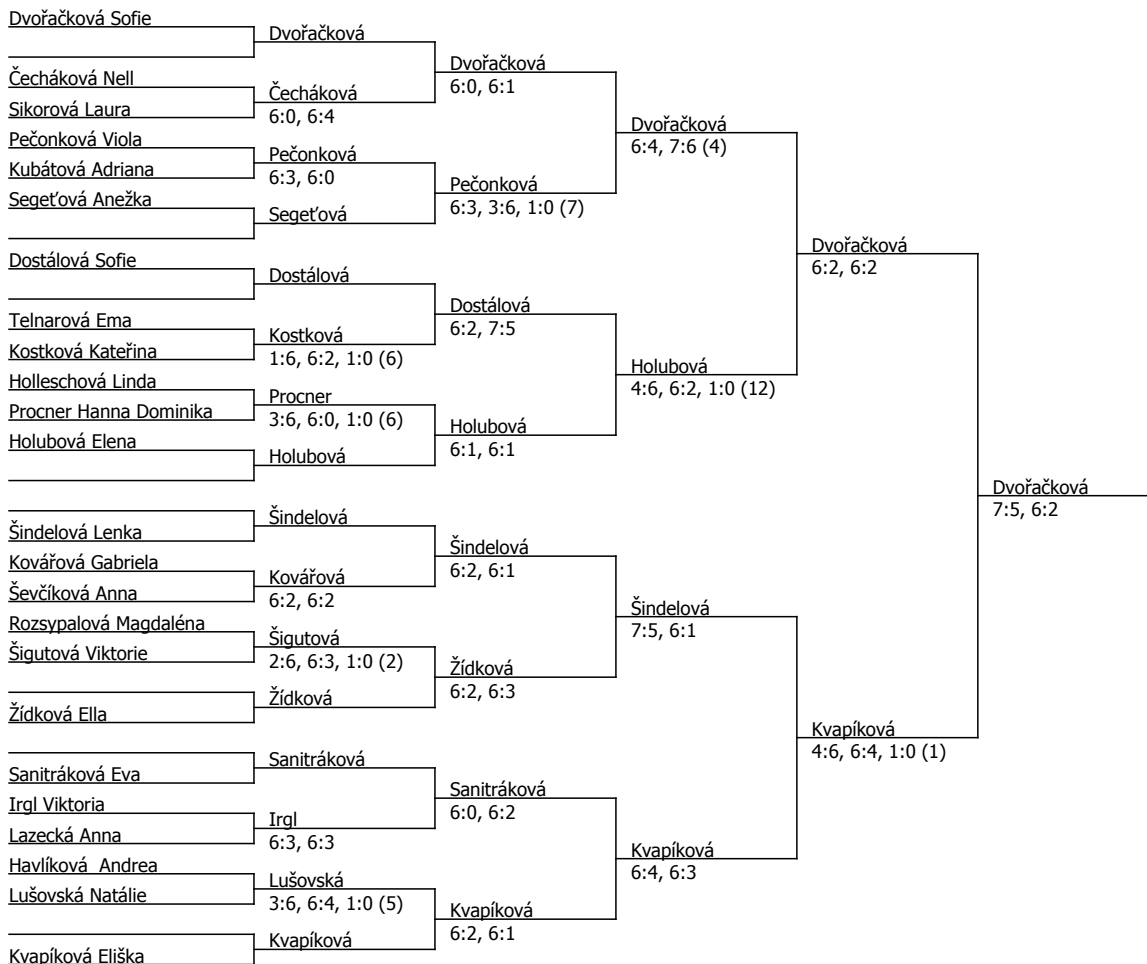 Dvořačková Sofie
Dvořačková
Dvořačková
6:0, 6:1
Čecháková Nell
Čecháková
6:0, 6:4
Sikorová Laura
Dvořačková
6:4, 7:6 (4)
Pečonková Viola
Pečonková
6:3, 6:0
Kubátová Adriana
Pečonková
6:3, 3:6, 1:0 (7)
Segeťová Anežka
Segeťová
Dvořačková
6:2, 6:2
Dostálová Sofie
Dostálová
Dostálová
6:2, 7:5
Telnarová Ema
Kostková
1:6, 6:2, 1:0 (6)
Kostková Kateřina
Holubová
4:6, 6:2, 1:0 (12)
Holleschová Linda
Procner
3:6, 6:0, 1:0 (6)
Procner Hanna Dominika
Holubová
6:1, 6:1
Holubová Elena
Holubová
Dvořačková
7:5, 6:2
Šindelová
Šindelová Lenka
Šindelová
6:2, 6:1
Kovářová Gabriela
Kovářová
6:2, 6:2
Ševčíková Anna
Šindelová
7:5, 6:1
Rozsypalová Magdaléna
Šigutová
2:6, 6:3, 1:0 (2)
Šigutová Viktorie
Žídková
6:2, 6:3
Žídková
Žídková Ella
Kvapíková
4:6, 6:4, 1:0 (1)
Sanitráková
Sanitráková Eva
Sanitráková
6:0, 6:2
Irgl Viktoria
Irgl
6:3, 6:3
Lazecká Anna
Kvapíková
6:4, 6:3
Havlíková  Andrea
Lušovská
3:6, 6:4, 1:0 (5)
Lušovská Natálie
Kvapíková
6:2, 6:1
Kvapíková
Kvapíková Eliška